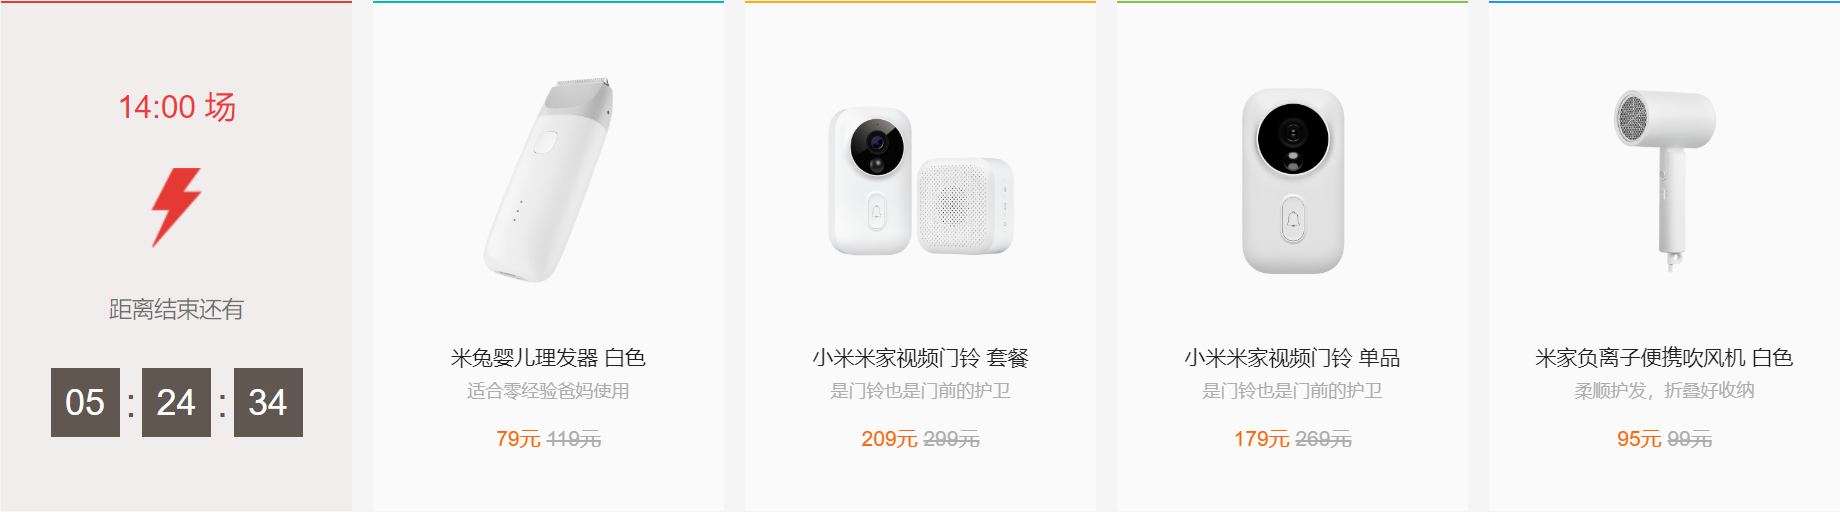 14:00 场
距离结束还有
05 : 24 : 34
米兔婴儿理发器 白色
适合零经验爸妈使用
79元 119元
小米米家视频门铃 套餐
是门铃也是门前的护卫
209元 299元
小米米家视频门铃 单品
是门铃也是门前的护卫
179元 269元
米家负离子便携吹风机 白色
柔顺护发，折叠好收纳
95元 99元